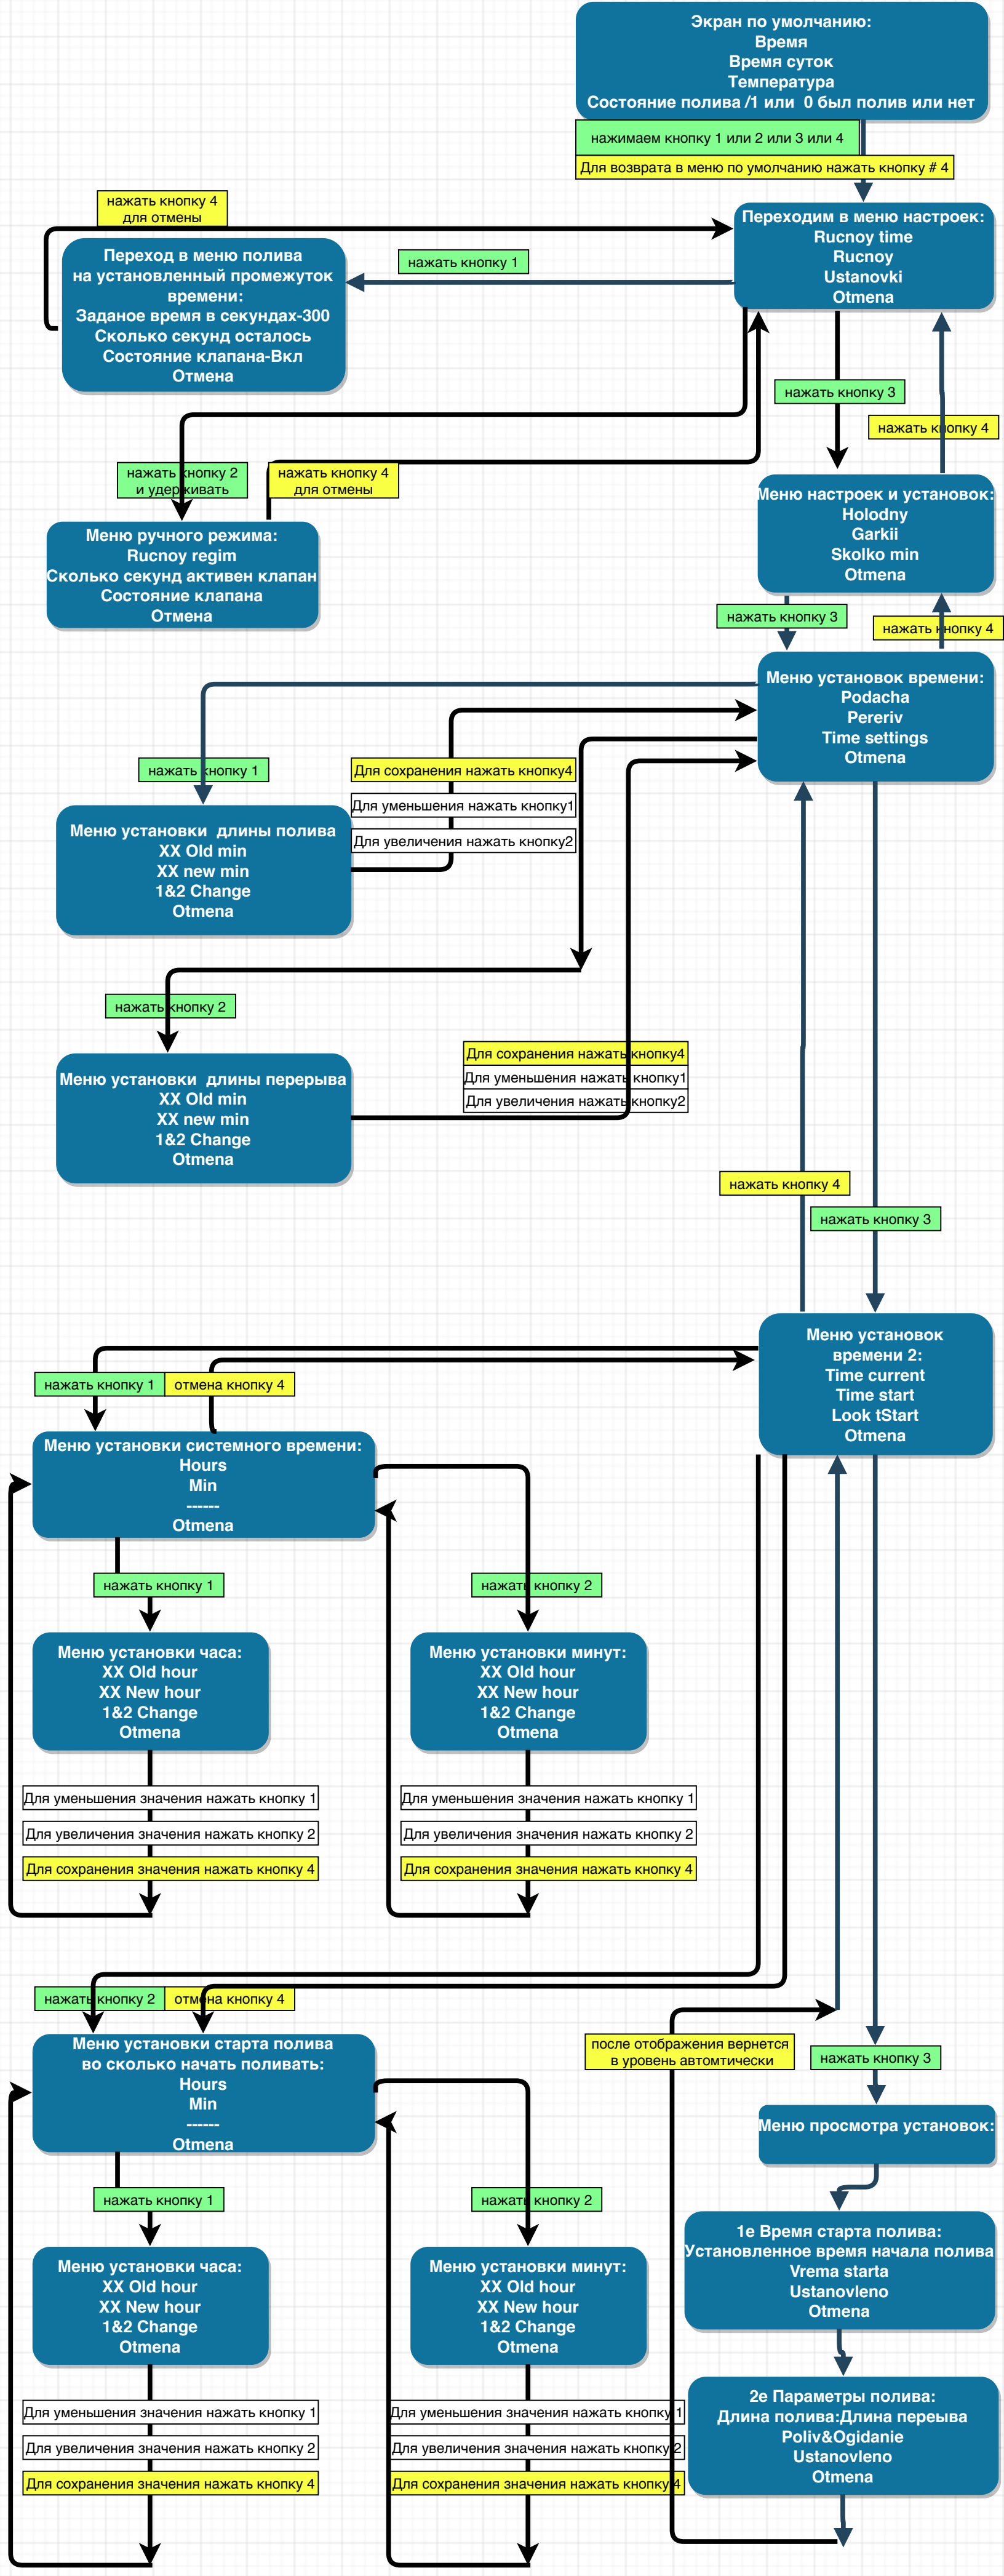 Экран по умолчанию:
Время
Время суток
Температура
Состояние полива /1 или 0 был полив или нет
нажимаем кнопку 1 или 2 или 3 или 4
Для возврата в меню по умолчанию нажать кнопку # 4
нажать кнопку 4
для отмены
Переходим в меню настроек:
Rucnoy time
Rucnoy
Ustanovki
Otmena
нажать кнопку 1
Переход в меню полива
на установленный промежуток
времени:
Заданое время в секундах-300
Сколько секунд осталось
Состояние клапана-Вкл
Отмена
нажать кнопку 3
нажать кнопку 4
нажать кнопку 2
и удерживать
нажать кнопку 4
для отмены
Меню настроек и установок:
Holodny
Garkii
Skolko min
Otmena
Меню ручного режима:
Rucnoy regim
Сколько секунд активен клапан
Состояние клапана
Отмена
нажать кнопку 3
нажать кнопку 4
Меню установок времени:
Podacha
Pereriv
Time settings
Otmena
нажать кнопку 1
Для сохранения нажать кнопку4
Для уменьшения нажать кнопку1
Для увеличения нажать кнопку2
Меню установки длины полива
XX Old min
XX new min
1&2 Change
Otmena
нажать кнопку 2
Для сохранения нажать кнопку4
Для уменьшения нажать кнопку1
Для увеличения нажать кнопку2
Меню установки длины перерыва
XX Old min
XX new min
1&2 Change
Otmena
нажать кнопку 4
нажать кнопку 3
Меню установок
времени 2:
Time current
Time start
Look tStart
Otmena
нажать кнопку 1
отмена кнопку 4
Меню установки системного времени:
Hours
Min
------
Otmena
нажать кнопку 1
нажать кнопку 2
Меню установки часа:
XX Old hour
XX New hour
1&2 Change
Otmena
Меню установки минут:
XX Old hour
XX New hour
1&2 Change
Otmena
Для уменьшения значения нажать кнопку 1
Для увеличения значения нажать кнопку 2
Для сохранения значения нажать кнопку 4
Для уменьшения значения нажать кнопку 1
Для увеличения значения нажать кнопку 2
Для сохранения значения нажать кнопку 4
нажать кнопку 2
отмена кнопку 4
Меню установки старта полива
во сколько начать поливать:
Hours
Min
------
Otmena
после отображения вернется
в уровень автомтически
нажать кнопку 3
Меню просмотра установок:
нажать кнопку 1
нажать кнопку 2
Меню установки часа:
XX Old hour
XX New hour
1&2 Change
Otmena
Меню установки минут:
XX Old hour
XX New hour
1&2 Change
Otmena
1е Время старта полива:
Установленное время начала полива
Vrema starta
Ustanovleno
Otmena
2е Параметры полива:
Длина полива:Длина переыва
Poliv&Ogidanie
Ustanovleno
Otmena
Для уменьшения значения нажать кнопку 1
Для увеличения значения нажать кнопку 2
Для сохранения значения нажать кнопку 4
Для уменьшения значения нажать кнопку 1
Для увеличения значения нажать кнопку 2
Для сохранения значения нажать кнопку 4